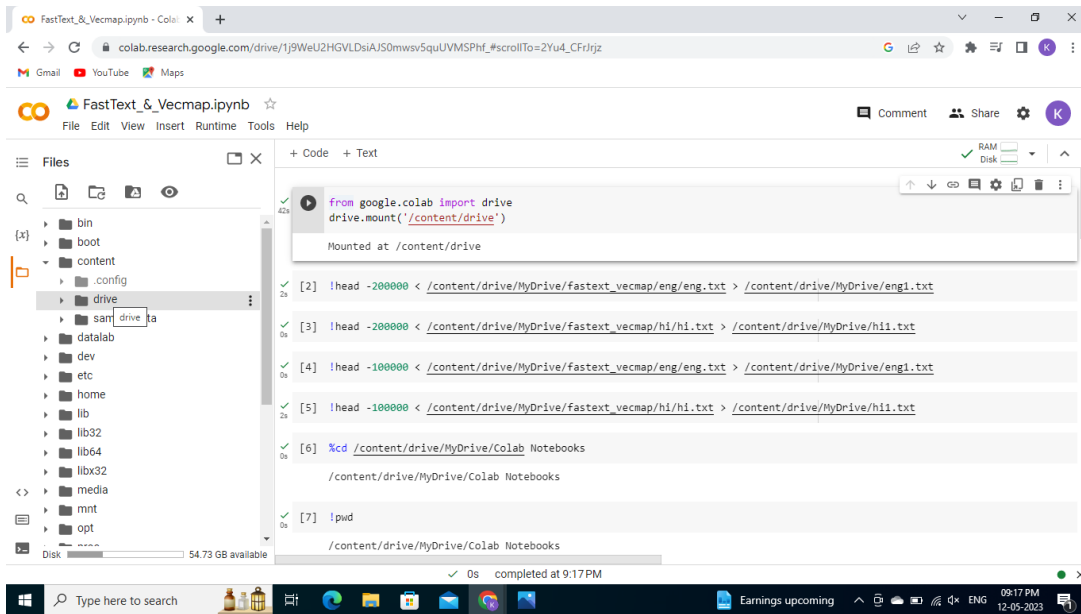 FastText_&_Vecmap.ipynb - Colab
colab.research.google.com/drive/1j9WeU2HGVLDsiAJS0mwsv5quUVMSPhf_#scrollTo=2Yu4_CFrJrjz
G
K
Gmail YouTube Maps
FastText_&_Vecmap.ipynb
Comment Share K
File Edit View Insert Runtime Tools Help
Files
+ Code + Text
RAM
Disk
{x}
bin
boot
content
.config
drive
sam drive ta
datalab
dev
etc
home
lib
lib32
lib64
libx32
media
mnt
opt
Disk 54.73 GB available
42s
from google.colab import drive
drive.mount('/content/drive')
Mounted at /content/drive
2s
[2] !head -200000 < /content/drive/MyDrive/fastext_vecmap/eng/eng.txt > /content/drive/MyDrive/eng1.txt
0s
[3] !head -200000 < /content/drive/MyDrive/fastext_vecmap/hi/hi.txt > /content/drive/MyDrive/hi1.txt
0s
[4] !head -100000 < /content/drive/MyDrive/fastext_vecmap/eng/eng.txt > /content/drive/MyDrive/eng1.txt
2s
[5] !head -100000 < /content/drive/MyDrive/fastext_vecmap/hi/hi.txt > /content/drive/MyDrive/hi1.txt
0s
[6] %cd /content/drive/MyDrive/Colab Notebooks
/content/drive/MyDrive/Colab Notebooks
0s
[7] !pwd
/content/drive/MyDrive/Colab Notebooks
0s completed at 9:17 PM
Type here to search
Earnings upcoming
ENG
09:17 PM
12-05-2023